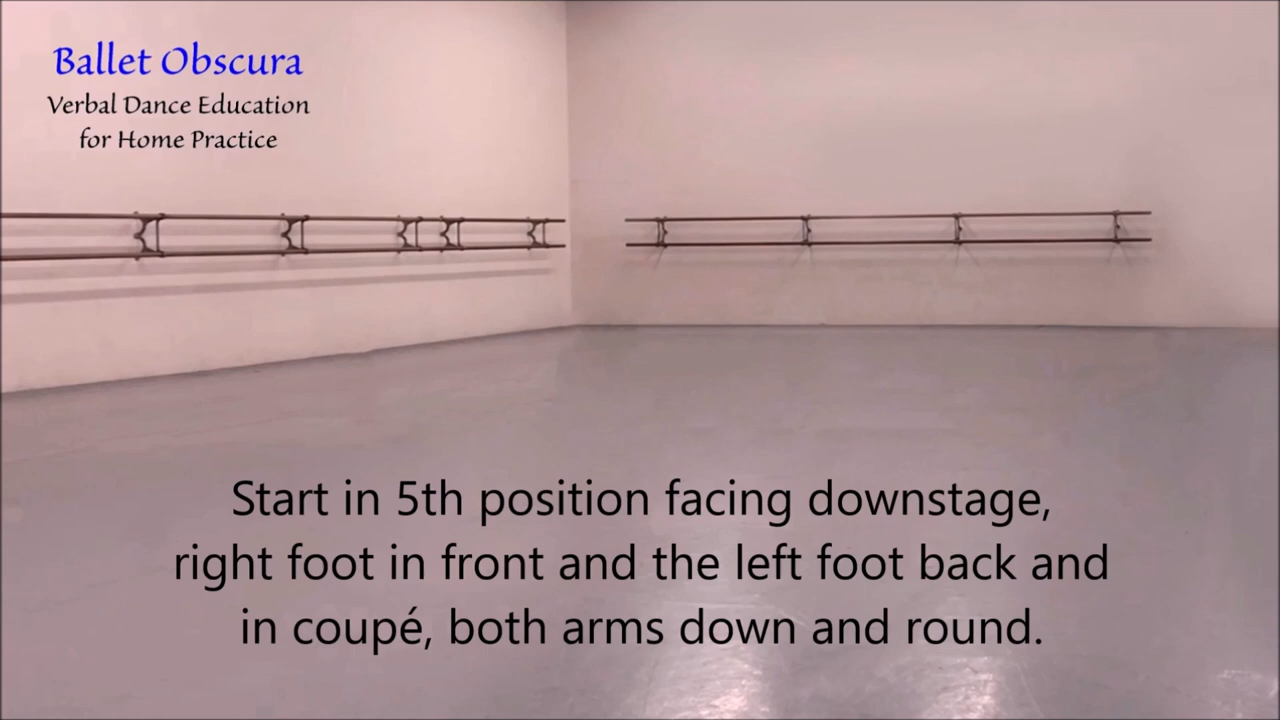 Ballet Obscura
Verbal Dance Education
for Home Practice
Start in 5th position facing downstage,
right foot in front and the left foot back and
in coupé, both arms down and round.